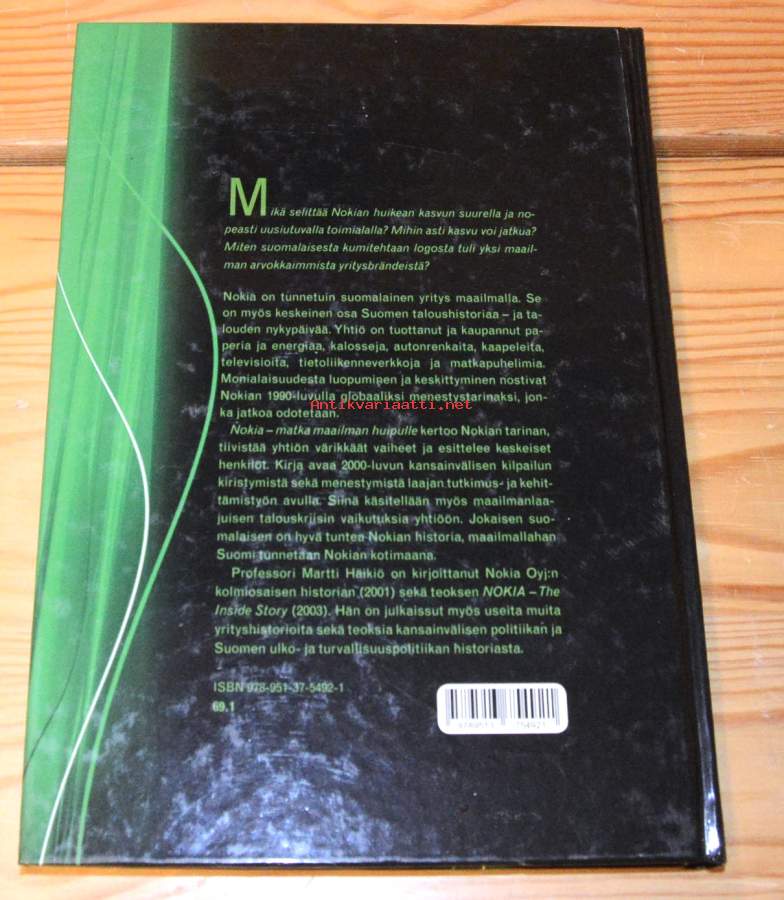 Mikä selittää Nokian huikean kasvun suurella ja no-
peasti uusiutuvalla toimialalla? Mihin asti kasvu voi jatkua?
Miten suomalaisesta kumitehtaan logosta tuli yksi maail-
man arvokkaimmista yritysbrändeistä?
Nokia on tunnetuin suomalainen yritys maailmalla. Se
on myös keskeinen osa Suomen taloushistoriaa – ja ta-
louden nykypäivää. Yhtiö on tuottanut ja kaupannut pa-
peria ja energiaa, kalosseja, autonrenkaita, kaapeleita,
televisioita, tietoliikenneverkkoja ja matkapuhelimia.
Monialaisuudesta luopuminen ja keskittyminen nostivat
Nokian 1990-luvulla globaaliksi menestystarinaksi, jon-
Antikvariaatti.net
ka jatkoa odotetaan.
Nokia – matka maailman huipulle kertoo Nokian tarinan,
tiivistää yhtiön värikkäät vaiheet ja esittelee keskeiset
henkilöt. Kirja avaa 2000-luvun kansainvälisen kilpailun
kiristymistä sekä menestymistä laajan tutkimus- ja kehit-
tämistyön avulla. Siinä käsitellään myös maailmanlaa-
juisen talouskriisin vaikutuksia yhtiöön. Jokaisen suo-
malaisen on hyvä tuntea Nokian historia, maailmallahan
Suomi tunnetaan Nokian kotimaana.
Professori Martti Häikiö on kirjoittanut Nokia Oyj:n
kolmiosaisen historian (2001) sekä teoksen NOKIA – The
Inside Story (2003). Hän on julkaissut myös useita muita
yrityshistorioita sekä teoksia kansainvälisen politiikan ja
Suomen ulko- ja turvallisuuspolitiikan historiasta.
ISBN 978-951-37-5492-1
69.1